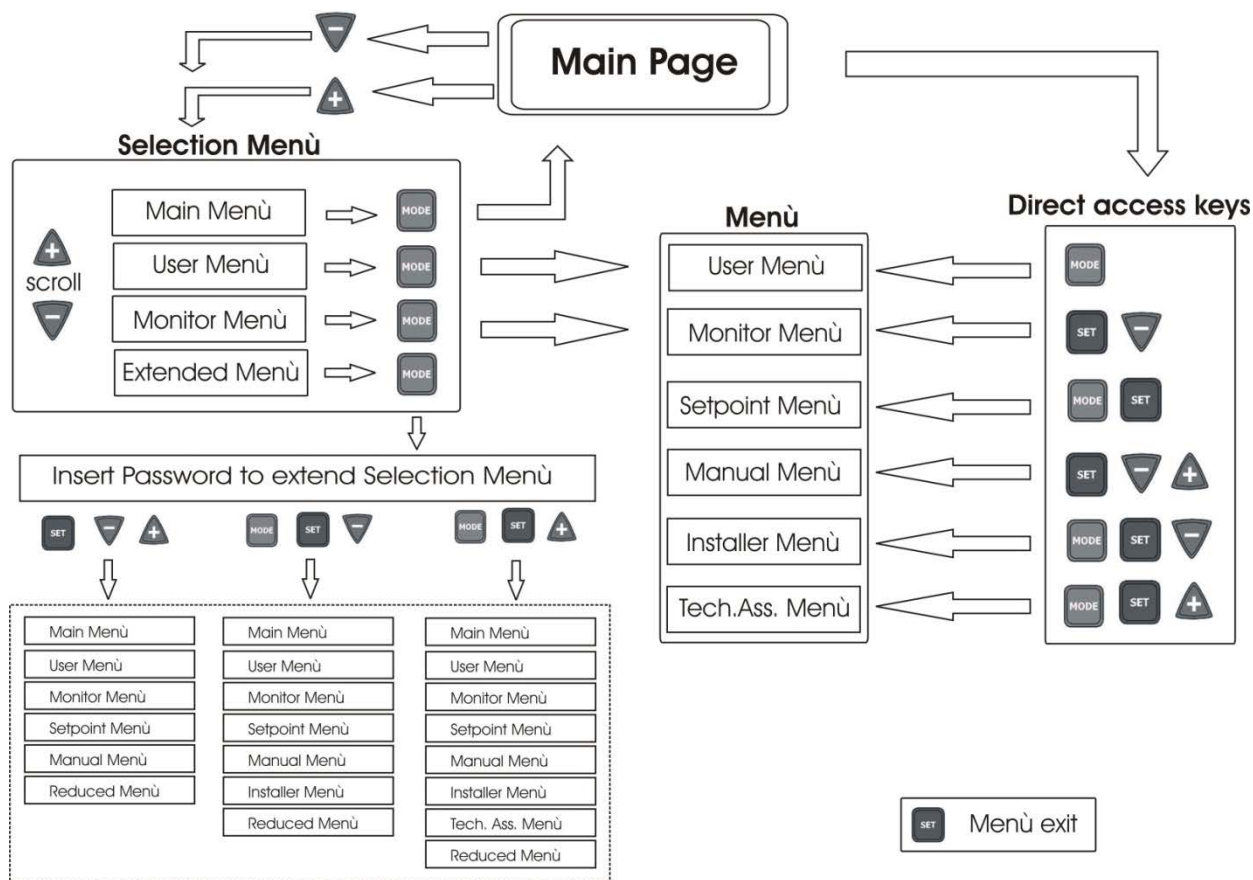 Main Page
−
+
Selection Menù
+
scroll
−
Main Menù
MODE
User Menù
MODE
Monitor Menù
MODE
Extended Menù
MODE
Insert Password to extend Selection Menù
SET − +
MODE SET −
MODE SET +
Main Menù
User Menù
Monitor Menù
Setpoint Menù
Manual Menù
Reduced Menù
Main Menù
User Menù
Monitor Menù
Setpoint Menù
Manual Menù
Installer Menù
Reduced Menù
Main Menù
User Menù
Monitor Menù
Setpoint Menù
Manual Menù
Installer Menù
Tech. Ass. Menù
Reduced Menù
Menù
User Menù
Monitor Menù
Setpoint Menù
Manual Menù
Installer Menù
Tech.Ass. Menù
Direct access keys
MODE
SET −
MODE SET
SET − +
MODE SET −
MODE SET +
SET Menù exit